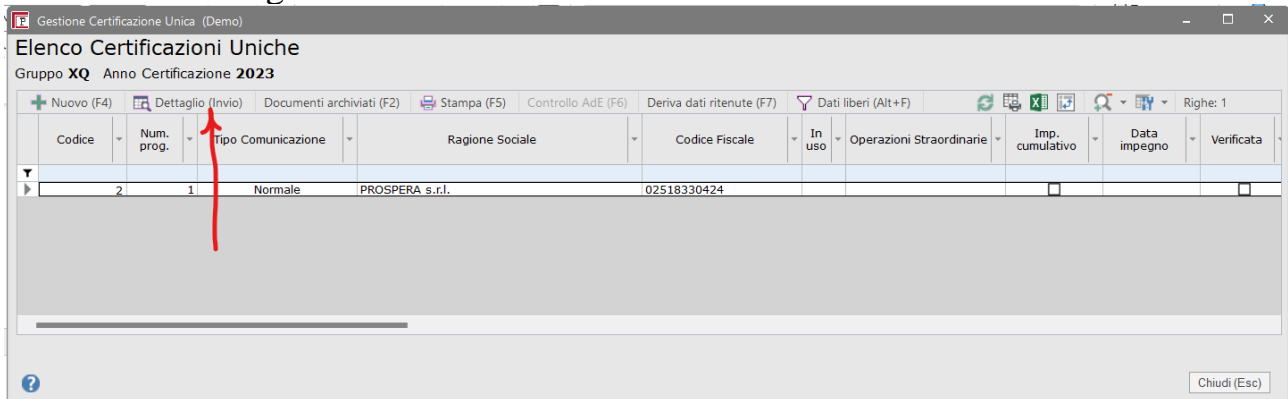 Gestione Certificazione Unica (Demo)
Elenco Certificazioni Uniche
Gruppo XQ Anno Certificazione 2023
Nuovo (F4) Dettaglio (Invio) Documenti archiviati (F2) Stampa (F5) Controllo AdE (F6) Deriva dati ritenute (F7) Dati liberi (Alt+F) Righe: 1
Codice Num. prog. Tipo Comunicazione Ragione Sociale Codice Fiscale In uso Operazioni Straordinarie Imp. cumulativo Data impegno Verificata
2 1 Normale PROSPERA s.r.l. 02518330424
Chiudi (Esc)